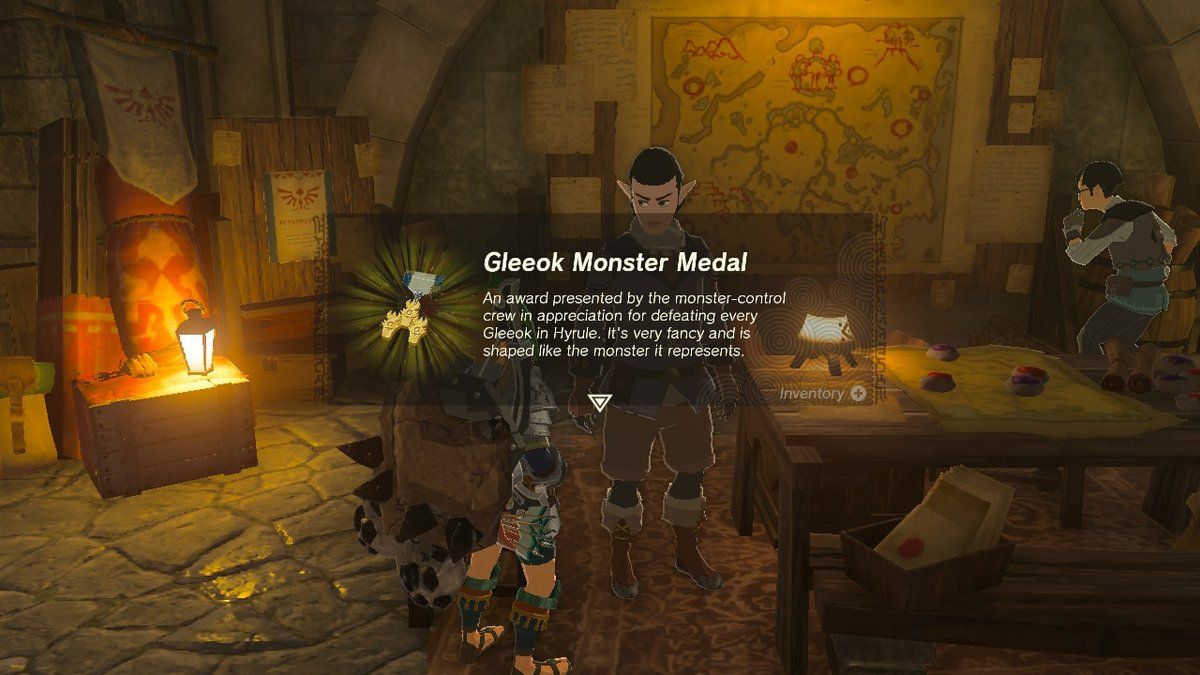 Gleeok Monster Medal
An award presented by the monster-control
crew in appreciation for defeating every
Gleeok in Hyrule. It's very fancy and is
shaped like the monster it represents.
Inventory